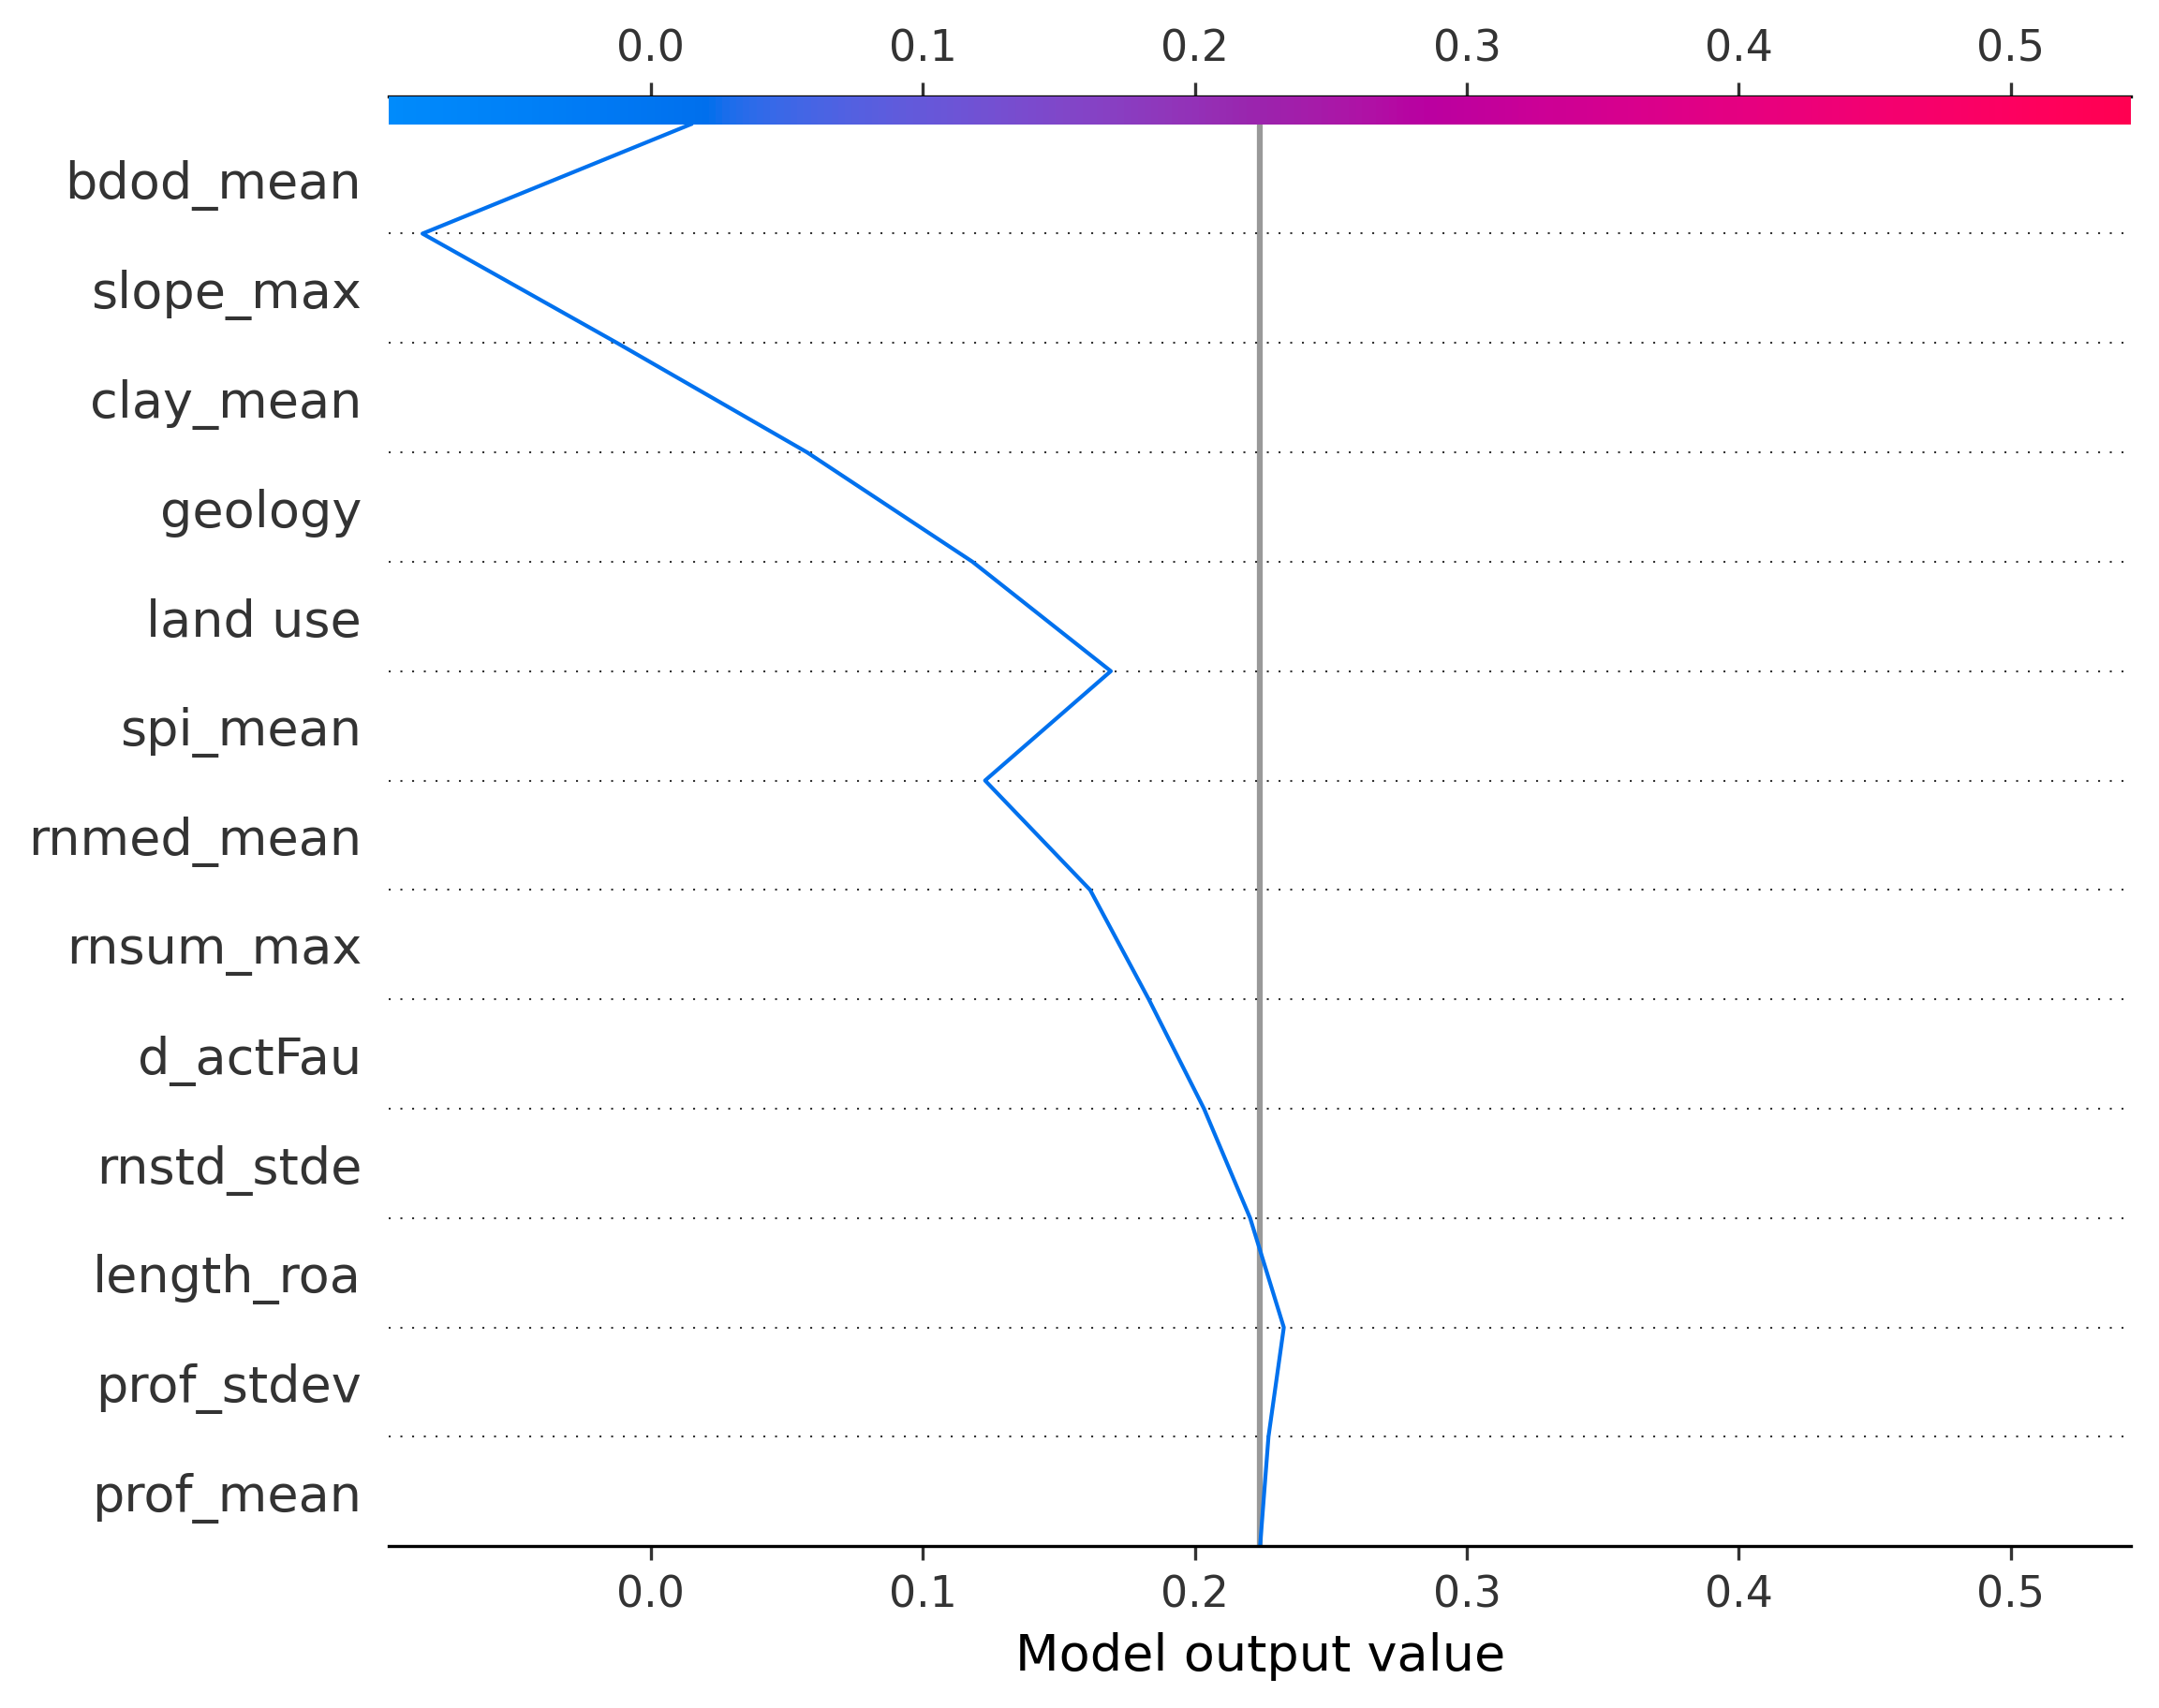 0.0 0.1 0.2 0.3 0.4 0.5
bdod_mean
slope_max
clay_mean
geology
land use
spi_mean
rnmed_mean
rnsum_max
d_actFau
rnstd_stde
length_roa
prof_stdev
prof_mean
0.0 0.1 0.2 0.3 0.4 0.5
Model output value